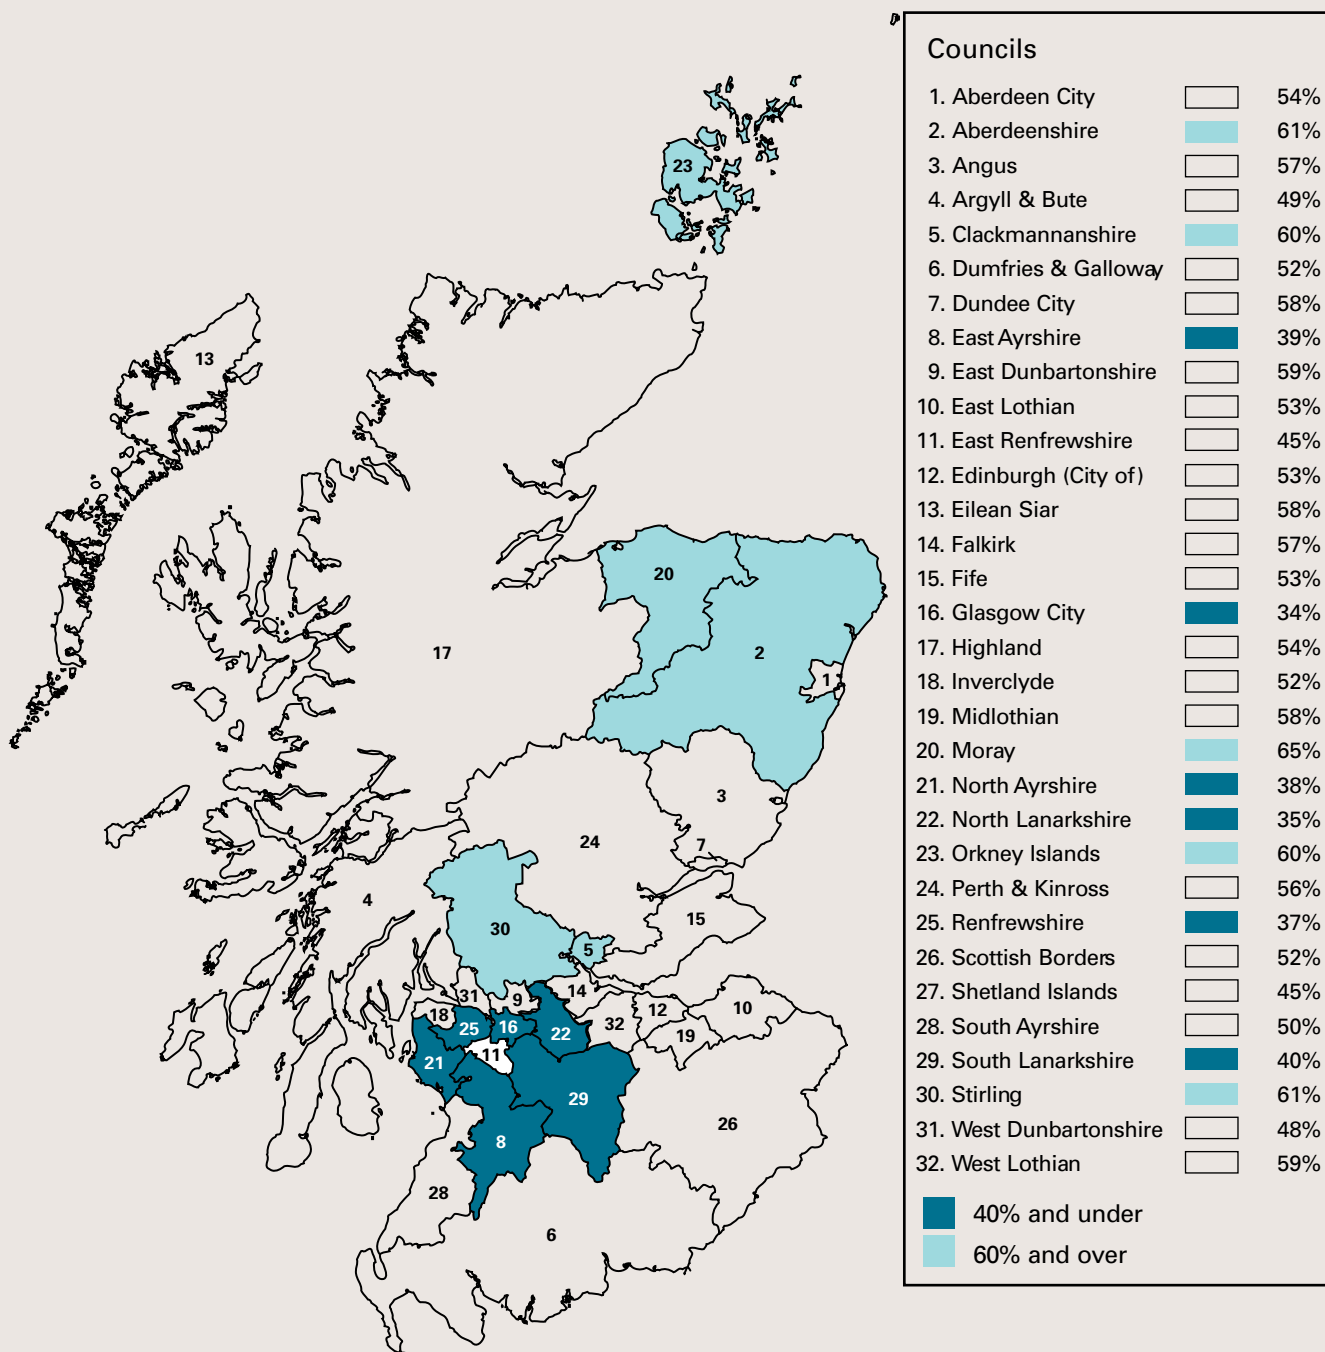 Councils
1. Aberdeen City 54%
2. Aberdeenshire 61%
3. Angus 57%
4. Argyll & Bute 49%
5. Clackmannanshire 60%
6. Dumfries & Galloway 52%
7. Dundee City 58%
8. East Ayrshire 39%
9. East Dunbartonshire 59%
10. East Lothian 53%
11. East Renfrewshire 45%
12. Edinburgh (City of) 53%
13. Eilean Siar 58%
14. Falkirk 57%
15. Fife 53%
16. Glasgow City 34%
17. Highland 54%
18. Inverclyde 52%
19. Midlothian 58%
20. Moray 65%
21. North Ayrshire 38%
22. North Lanarkshire 35%
23. Orkney Islands 60%
24. Perth & Kinross 56%
25. Renfrewshire 37%
26. Scottish Borders 52%
27. Shetland Islands 45%
28. South Ayrshire 50%
29. South Lanarkshire 40%
30. Stirling 61%
31. West Dunbartonshire 48%
32. West Lothian 59%
40% and under
60% and over
23
13
20
17
2
1
3
24
7
4
15
30
5
31
9
14
18
25
16
22
32
12
10
19
11
21
29
8
26
28
6